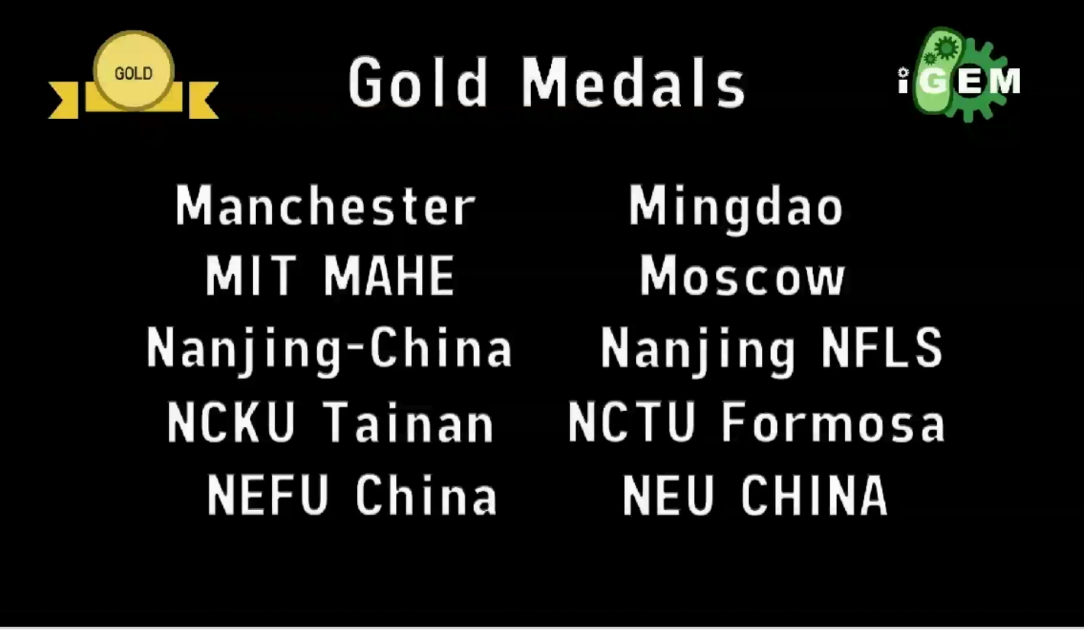 GOLD
Gold Medals
iGEM
Manchester Mingdao
MIT MAHE Moscow
Nanjing-China Nanjing NFLS
NCKU Tainan NCTU Formosa
NEFU China NEU CHINA